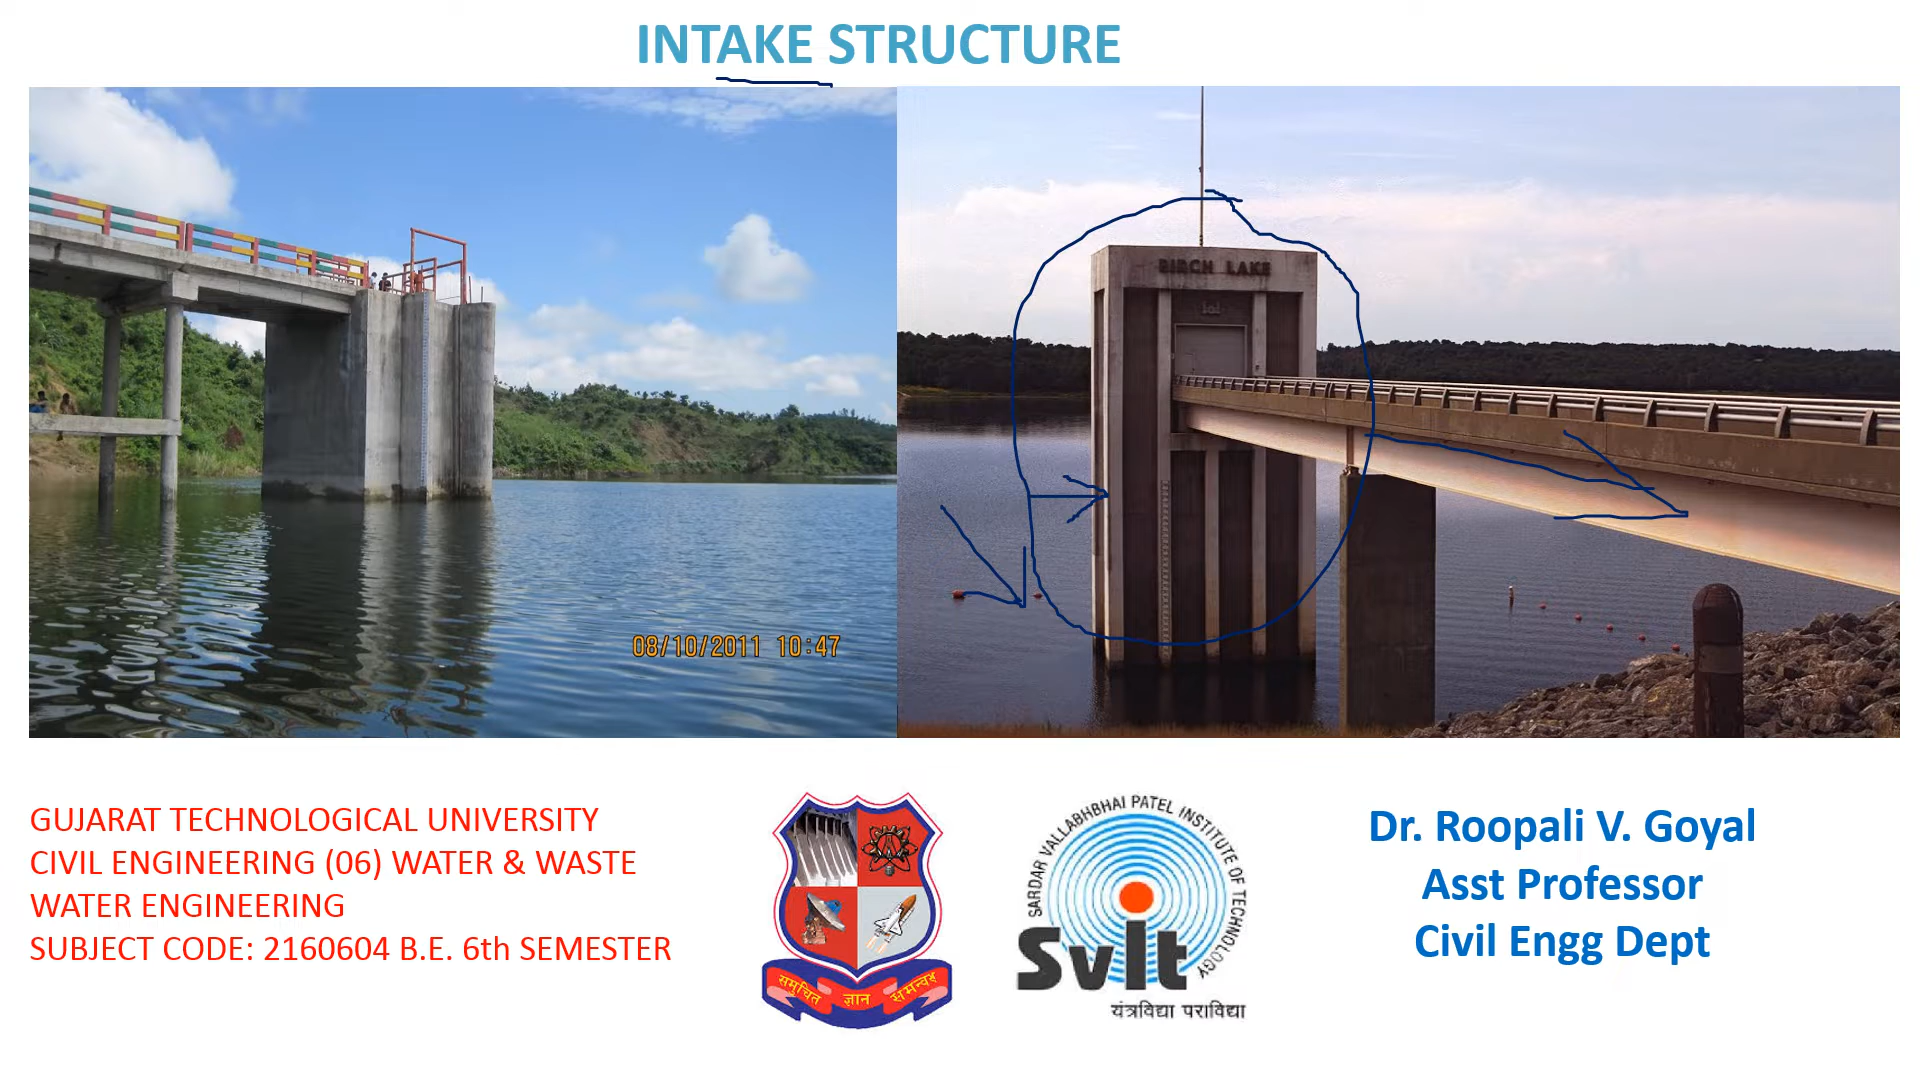 INTAKE STRUCTURE
BIRCH LAKE
08/10/2011 10:47
GUJARAT TECHNOLOGICAL UNIVERSITY
CIVIL ENGINEERING (06) WATER & WASTE
WATER ENGINEERING
SUBJECT CODE: 2160604 B.E. 6th SEMESTER
समुचित ज्ञान समन्वय
SARDAR VALLABHBHAI PATEL INSTITUTE OF TECHNOLOGY
SvIt
यंत्रविद्या पराविद्या
Dr. Roopali V. Goyal
Asst Professor
Civil Engg Dept